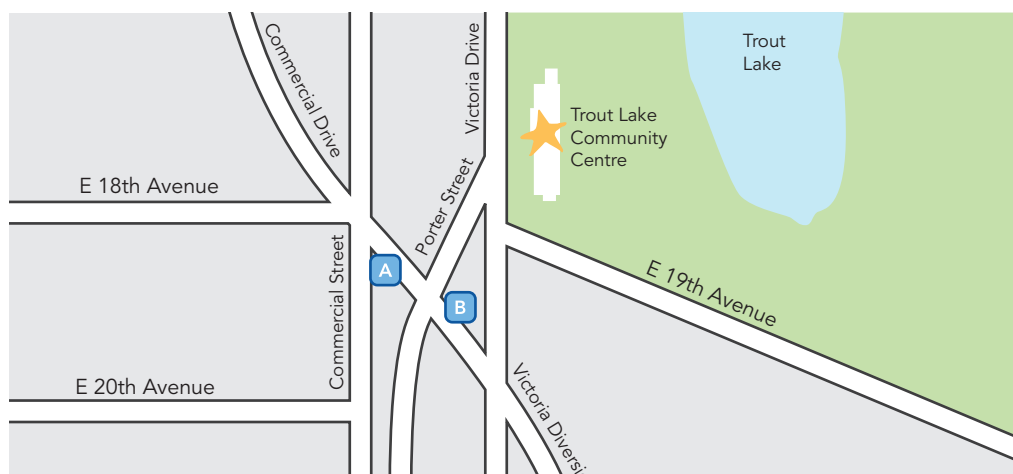 Commercial Drive
Victoria Drive
Trout
Lake
Trout Lake
Community
Centre
E 18th Avenue
Porter Street
A
B
E 19th Avenue
Commercial Street
E 20th Avenue
Victoria Diversi